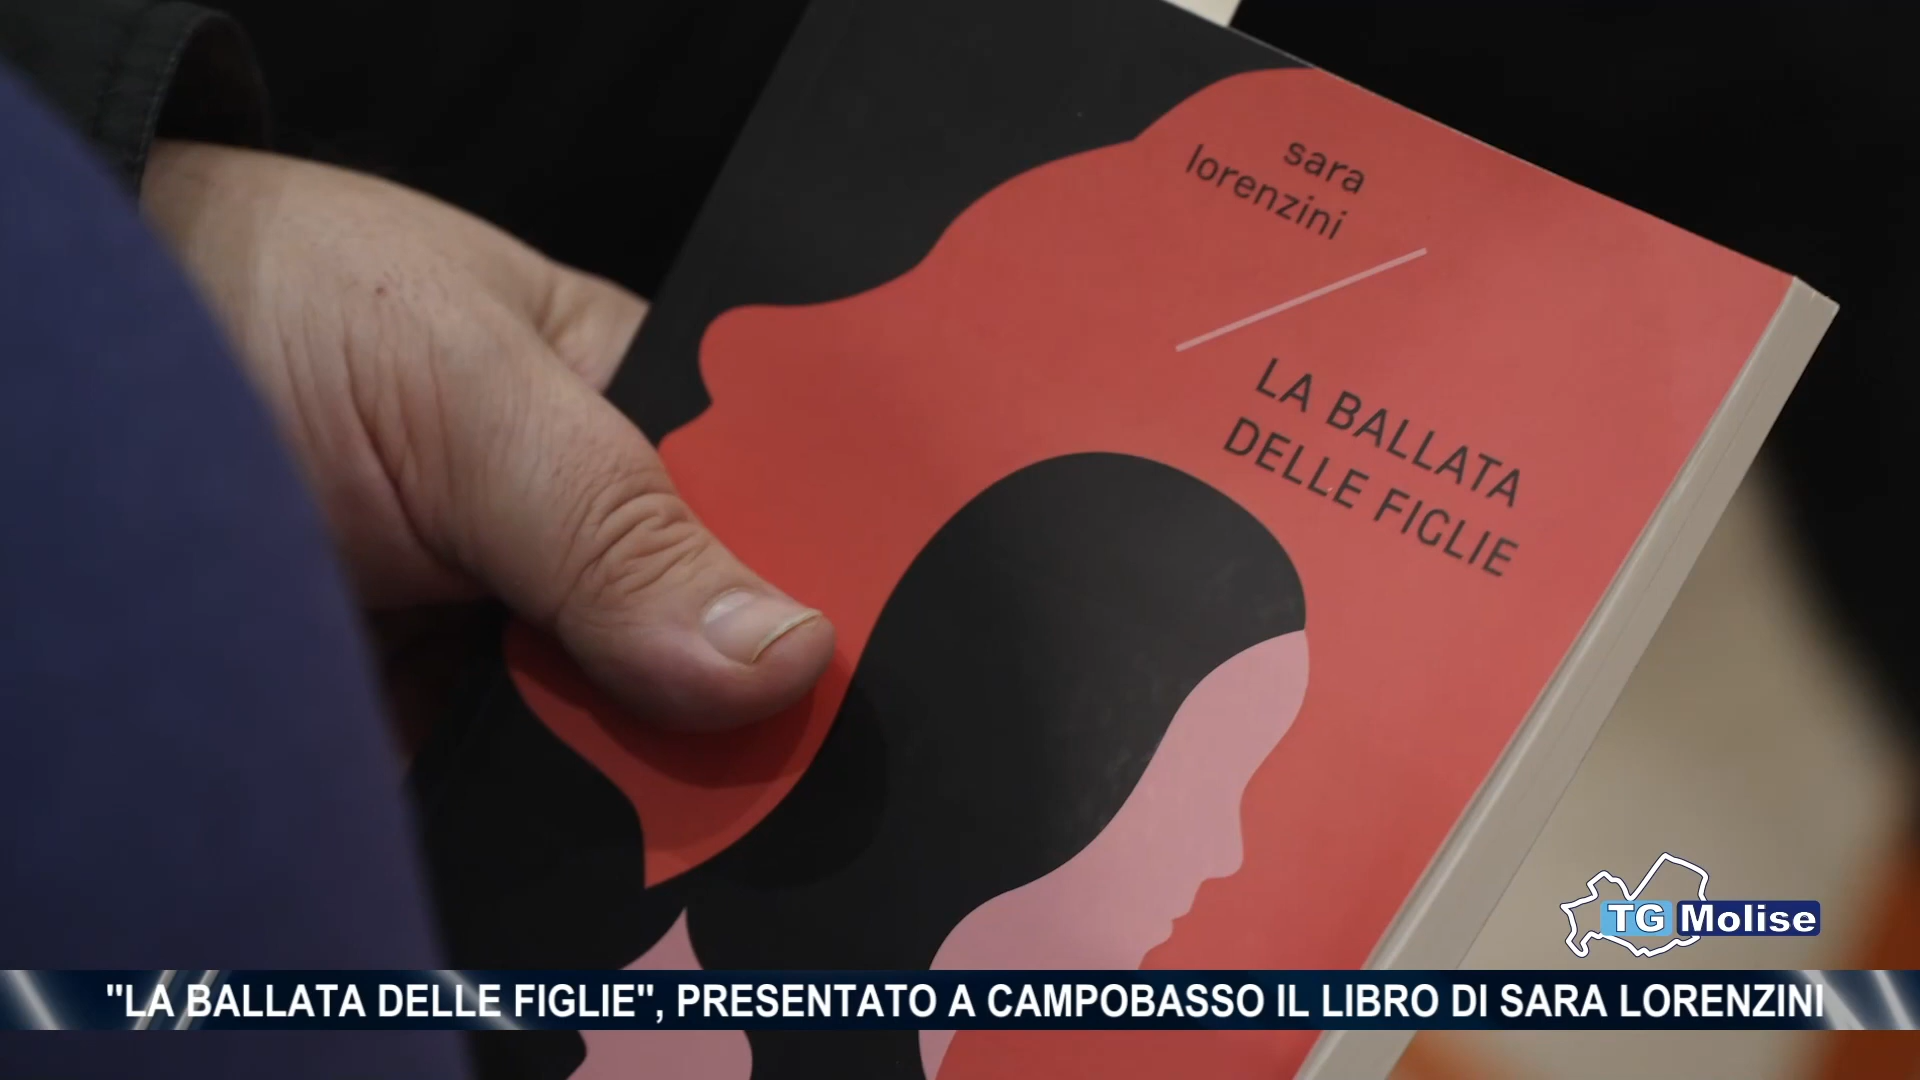 sara
lorenzini
LA BALLATA
DELLE FIGLIE
TG Molise
"LA BALLATA DELLE FIGLIE", PRESENTATO A CAMPOBASSO IL LIBRO DI SARA LORENZINI